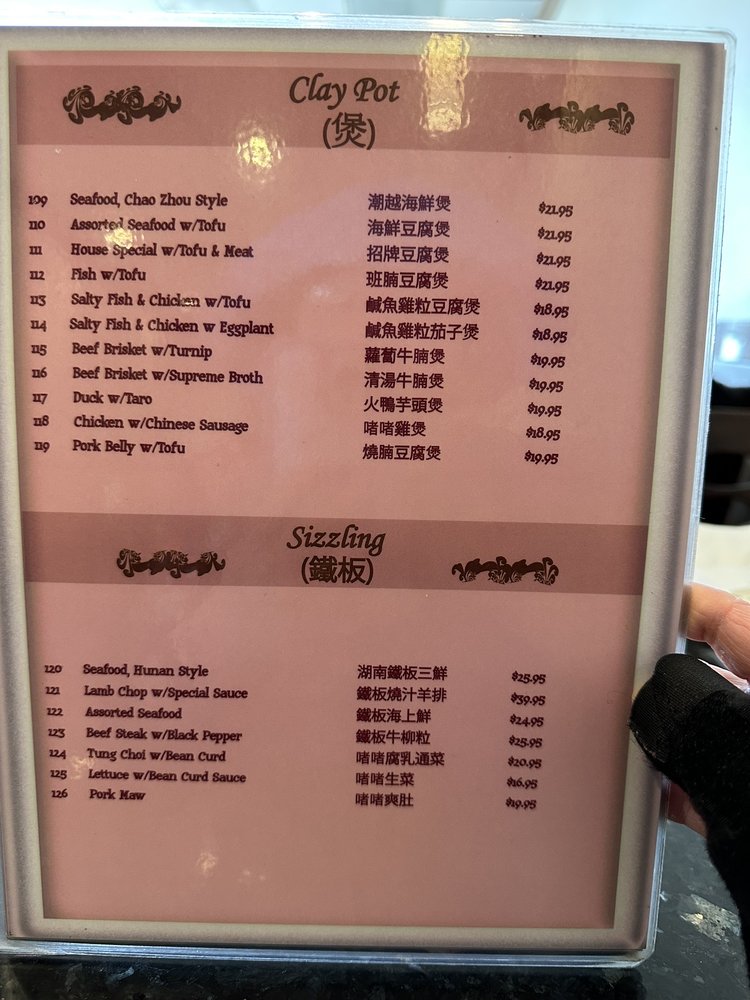 Clay Pot
(煲)
109 Seafood, Chao Zhou Style 潮越海鮮煲 $21.95
110 Assorted Seafood w/Tofu 海鮮豆腐煲 $21.95
111 House Special w/Tofu & Meat 招牌豆腐煲 $21.95
112 Fish w/Tofu 班腩豆腐煲 $21.95
113 Salty Fish & Chicken w/Tofu 鹹魚雞粒豆腐煲 $18.95
114 Salty Fish & Chicken w Eggplant 鹹魚雞粒茄子煲 $18.95
115 Beef Brisket w/Turnip 蘿蔔牛腩煲 $19.95
116 Beef Brisket w/Supreme Broth 清湯牛腩煲 $19.95
117 Duck w/Taro 火鴨芋頭煲 $19.95
118 Chicken w/Chinese Sausage 啫啫雞煲 $18.95
119 Pork Belly w/Tofu 燒腩豆腐煲 $19.95
Sizzling
(鐵板)
120 Seafood, Hunan Style 湖南鐵板三鮮 $25.95
121 Lamb Chop w/Special Sauce 鐵板燒汁羊排 $39.95
122 Assorted Seafood 鐵板海上鮮 $24.95
123 Beef Steak w/Black Pepper 鐵板牛柳粒 $25.95
124 Tung Choi w/Bean Curd 啫啫腐乳通菜 $20.95
125 Lettuce w/Bean Curd Sauce 啫啫生菜 $16.95
126 Pork Maw 啫啫爽肚 $19.95